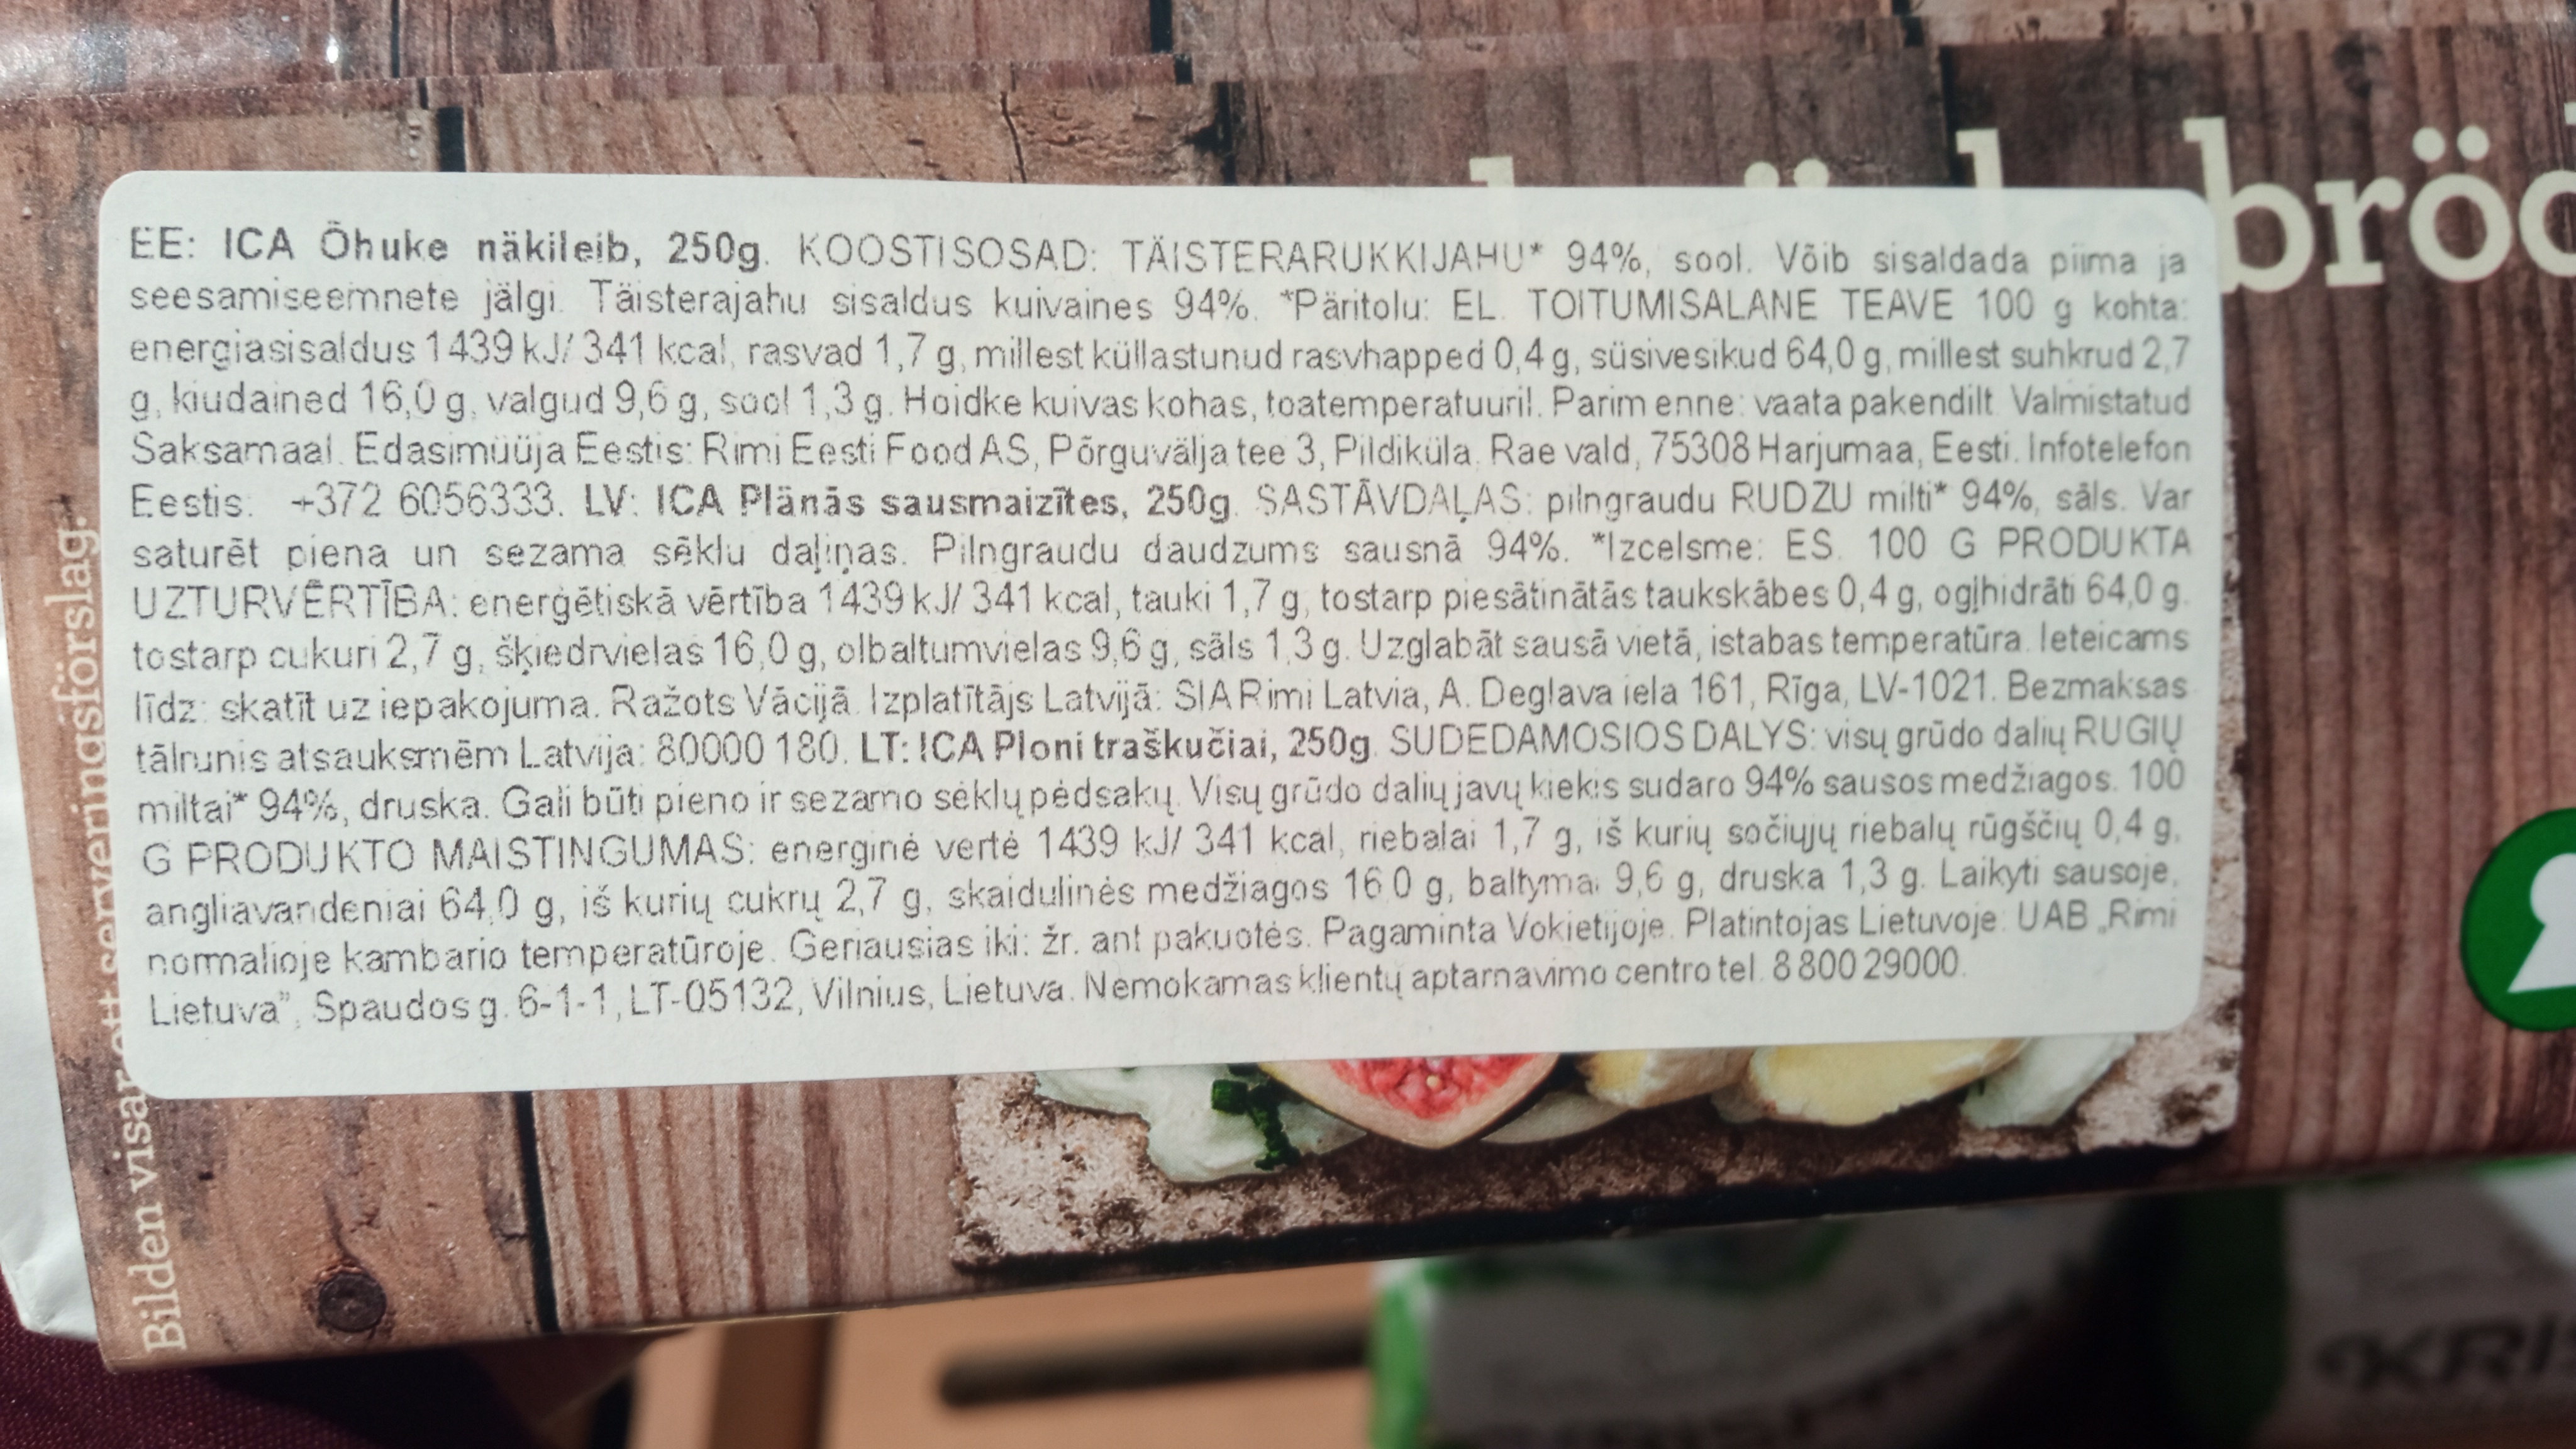 bröd
EE: ICA Õhuke näkileib, 250g. KOOSTISOSAD: TÄISTERARUKKIJAHU* 94%, sool. Võib sisaldada piima ja
seesamiseemnete jälgi. Täisterajahu sisaldus kuivaines 94%. *Päritolu: EL. TOITUMISALANE TEAVE 100 g kohta:
energiasisaldus 1439 kJ/ 341 kcal, rasvad 1,7 g, millest küllastunud rasvhapped 0,4 g, süsivesikud 64,0 g, millest suhkrud 2,7
g, kiudained 16,0 g, valgud 9,6 g, sool 1,3 g. Hoidke kuivas kohas, toatemperatuuril. Parim enne: vaata pakendilt. Valmistatud
Saksamaal. Edasimüüja Eestis: Rimi Eesti Food AS, Põrguvälja tee 3, Pildiküla, Rae vald, 75308 Harjumaa, Eesti. Infotelefon
Eestis: +372 6056333. LV: ICA Plānās sausmaizītes, 250g. SASTĀVDAĻAS: pilngraudu RUDZU milti* 94%, sāls. Var
saturēt piena un sezama sēklu daļiņas. Pilngraudu daudzums sausnā 94%. *Izcelsme: ES. 100 G PRODUKTA
UZTURVĒRTĪBA: enerģētiskā vērtība 1439 kJ/ 341 kcal, tauki 1,7 g, tostarp piesātinātās taukskābes 0,4 g, ogļhidrāti 64,0 g,
tostarp cukuri 2,7 g, šķiedrvielas 16,0 g, olbaltumvielas 9,6 g, sāls 1,3 g. Uzglabāt sausā vietā, istabas temperatūra. Ieteicams
līdz: skatīt uz iepakojuma. Ražots Vācijā. Izplatītājs Latvijā: SIA Rimi Latvia, A. Deglava iela 161, Rīga, LV-1021. Bezmaksas
tālrunis atsauksmēm Latvija: 80000 180. LT: ICA Ploni traškučiai, 250g. SUDEDAMOSIOS DALYS: visų grūdo dalių RUGIŲ
miltai* 94%, druska. Gali būti pieno ir sezamo sėklų pėdsakų. Visų grūdo dalių javų kiekis sudaro 94% sausos medžiagos. 100
G PRODUKTO MAISTINGUMAS: energinė vertė 1439 kJ/ 341 kcal, riebalai 1,7 g, iš kurių sočiųjų riebalų rūgščių 0,4 g,
angliavandeniai 64,0 g, iš kurių cukrų 2,7 g, skaidulinės medžiagos 16,0 g, baltymai 9,6 g, druska 1,3 g. Laikyti sausoje,
normalioje kambario temperatūroje. Geriausias iki: žr. ant pakuotės. Pagaminta Vokietijoje. Platintojas Lietuvoje: UAB „Rimi
Lietuva”, Spaudos g. 6-1-1, LT-05132, Vilnius, Lietuva. Nemokamas klientų aptarnavimo centro tel. 8 800 29000.
Bilden visar ett serveringsförslag.